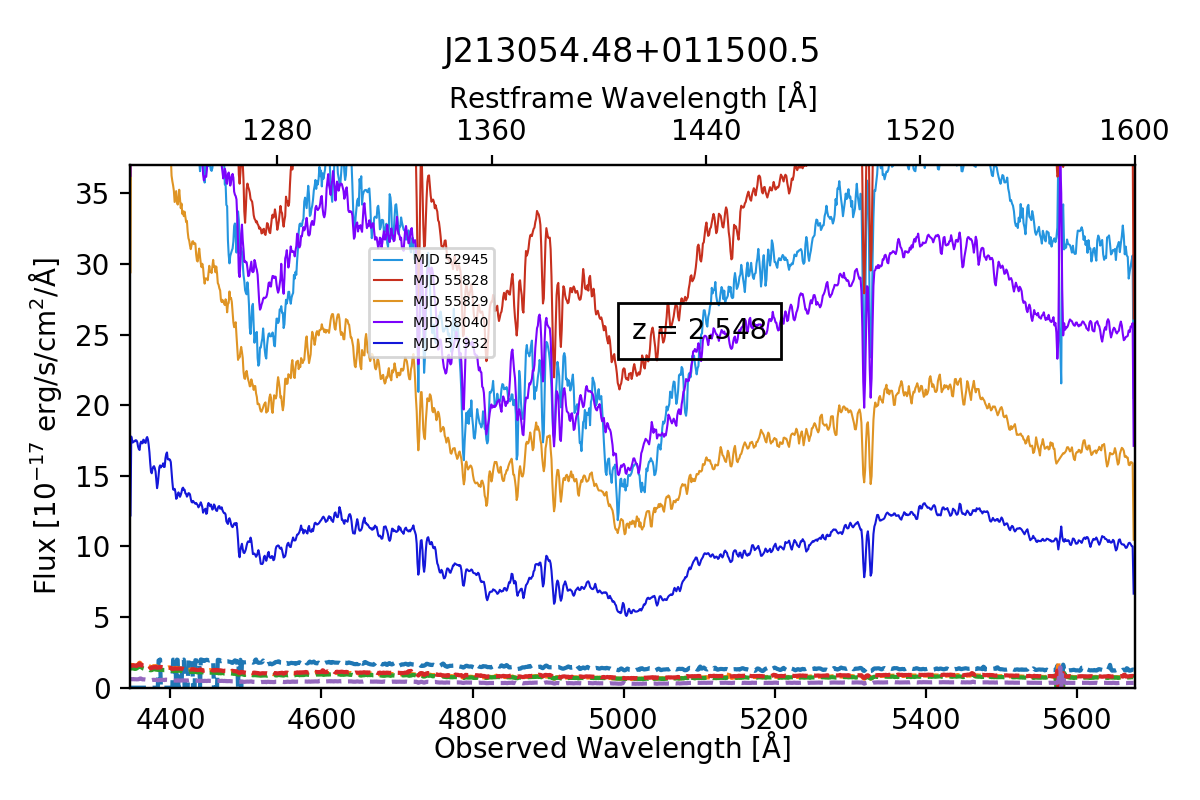 J213054.48+011500.5
Restframe Wavelength [Å]
1280 1360 1440 1520 1600
35
30
25
20
15
10
5
0
Flux [10⁻¹⁷ erg/s/cm²/Å]
MJD 52945
MJD 55828
MJD 55829
MJD 58040
MJD 57932
z = 2.548
4400 4600 4800 5000 5200 5400 5600
Observed Wavelength [Å]